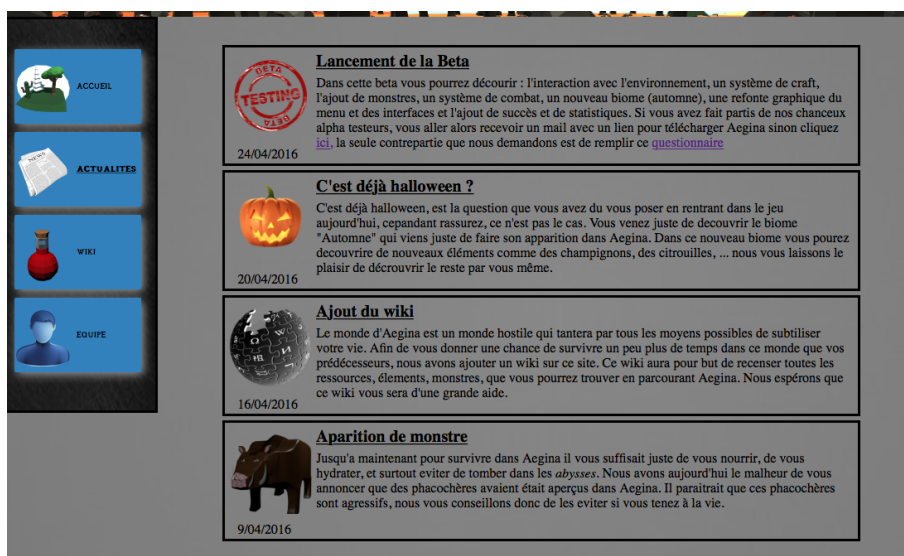 ACCUEIL
ACTUALITES
WIKI
EQUIPE
BETA
TESTING
BETA
24/04/2016
Lancement de la Beta
Dans cette beta vous pourrez décourir : l'interaction avec l'environnement, un système de craft,
l'ajout de monstres, un système de combat, un nouveau biome (automne), une refonte graphique du
menu et des interfaces et l'ajout de succès et de statistiques. Si vous avez fait partis de nos chanceux
alpha testeurs, vous aller alors recevoir un mail avec un lien pour télécharger Aegina sinon cliquez
ici, la seule contrepartie que nous demandons est de remplir ce questionnaire
20/04/2016
C'est déjà halloween ?
C'est déjà halloween, est la question que vous avez du vous poser en rentrant dans le jeu
aujourd'hui, cepandant rassurez, ce n'est pas le cas. Vous venez juste de decouvrir le biome
"Automne" qui viens juste de faire son apparition dans Aegina. Dans ce nouveau biome vous pourez
decouvrire de nouveaux éléments comme des champignons, des citrouilles, ... nous vous laissons le
plaisir de décrouvrir le reste par vous même.
16/04/2016
Ajout du wiki
Le monde d'Aegina est un monde hostile qui tantera par tous les moyens possibles de subtiliser
votre vie. Afin de vous donner une chance de survivre un peu plus de temps dans ce monde que vos
prédécesseurs, nous avons ajouter un wiki sur ce site. Ce wiki aura pour but de recenser toutes les
ressources, élements, monstres, que vous pourrez trouver en parcourant Aegina. Nous espérons que
ce wiki vous sera d'une grande aide.
9/04/2016
Aparition de monstre
Jusqu'a maintenant pour survivre dans Aegina il vous suffisait juste de vous nourrir, de vous
hydrater, et surtout eviter de tomber dans les abysses. Nous avons aujourd'hui le malheur de vous
annoncer que des phacochères avaient était aperçus dans Aegina. Il paraitrait que ces phacochères
sont agressifs, nous vous conseillons donc de les eviter si vous tenez à la vie.